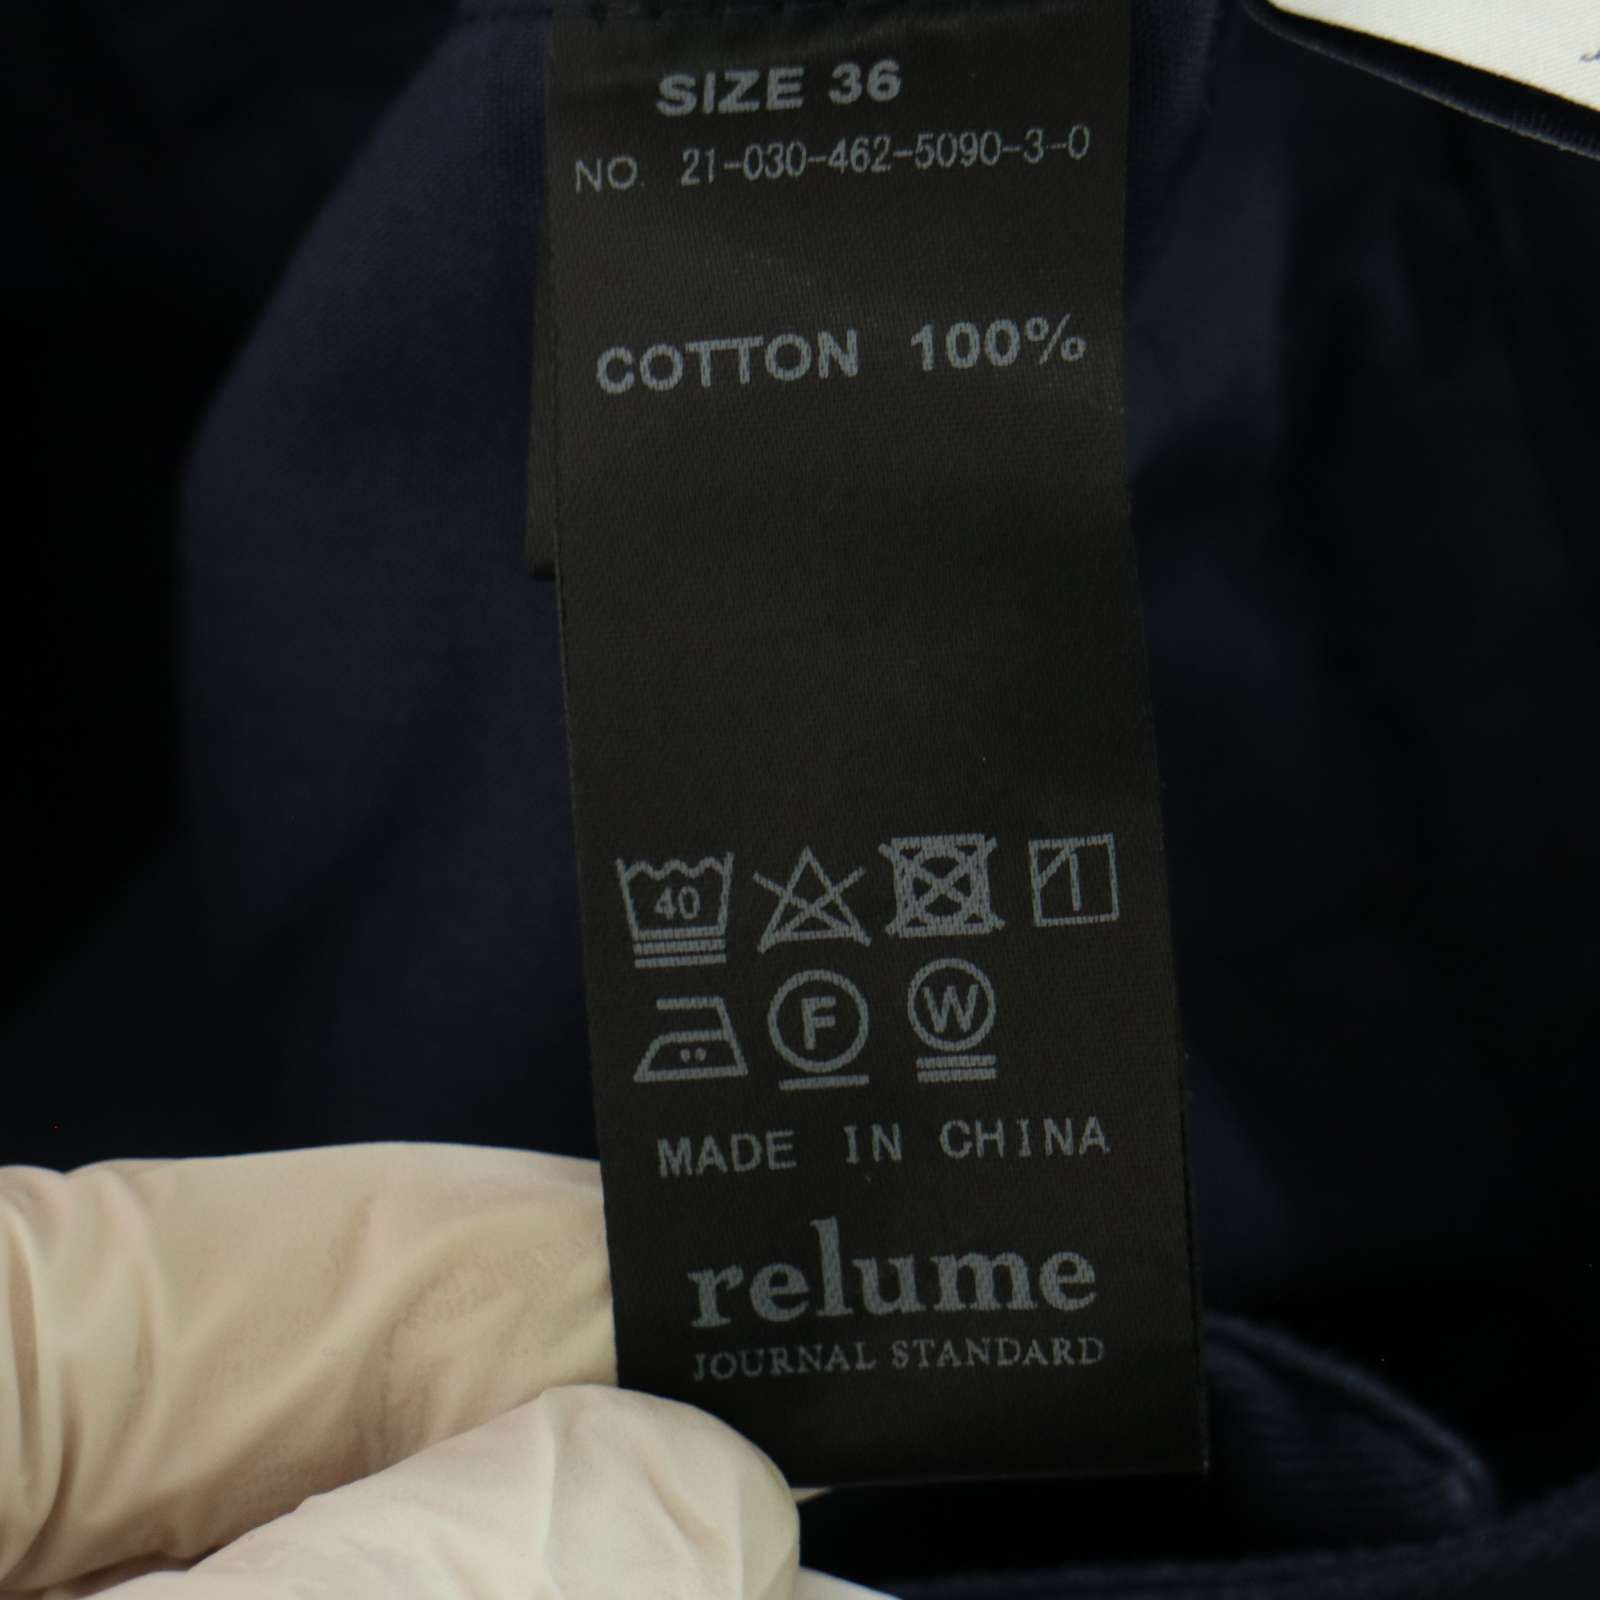 SIZE 36
NO. 21-030-462-5090-3-0
COTTON 100%
40
F W
MADE IN CHINA
relume
JOURNAL STANDARD